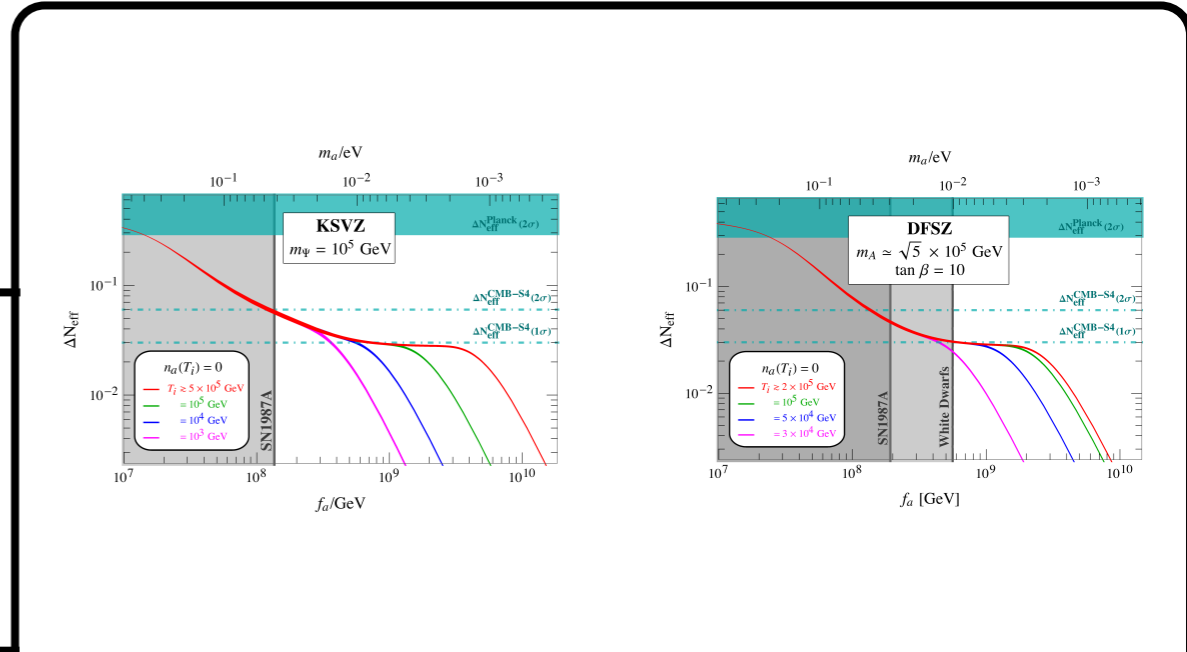 m_a/eV
10^-1 10^-2 10^-3
ΔN_eff^Planck (2σ)
KSVZ
m_Ψ = 10^5 GeV
ΔN_eff
10^-1
10^-2
ΔN_eff^CMB−S4 (2σ)
ΔN_eff^CMB−S4 (1σ)
n_a(T_i) = 0
T_i ≳ 5 × 10^5 GeV
= 10^5 GeV
= 10^4 GeV
= 10^3 GeV
SN1987A
10^7 10^8 10^9 10^10
f_a/GeV
m_a/eV
10^-1 10^-2 10^-3
ΔN_eff^Planck (2σ)
DFSZ
m_A ≃ √5 × 10^5 GeV
tan β = 10
ΔN_eff
10^-1
10^-2
ΔN_eff^CMB−S4 (2σ)
ΔN_eff^CMB−S4 (1σ)
n_a(T_i) = 0
T_i ≳ 2 × 10^5 GeV
= 10^5 GeV
= 5 × 10^4 GeV
= 3 × 10^4 GeV
SN1987A
White Dwarfs
10^7 10^8 10^9 10^10
f_a [GeV]